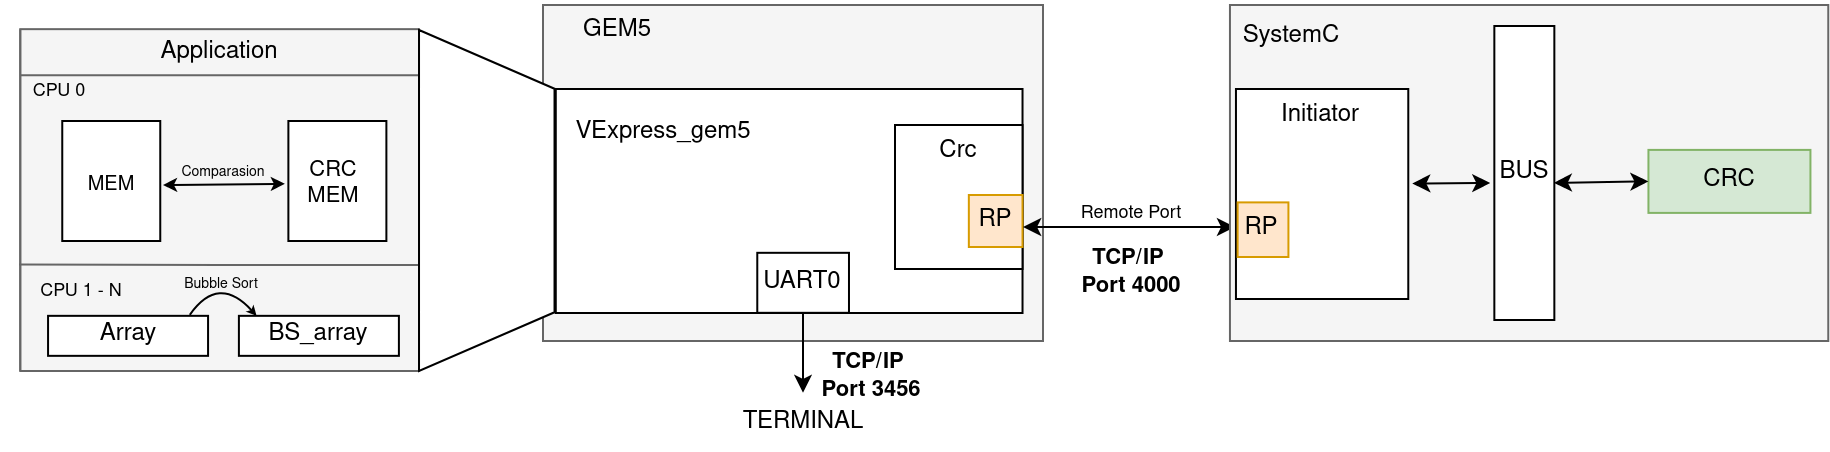 Application
CPU 0
MEM
Comparasion
CRC
MEM
CPU 1 - N
Bubble Sort
Array
BS_array
GEM5
VExpress_gem5
Crc
RP
UART0
TCP/IP
Port 3456
TERMINAL
Remote Port
TCP/IP
Port 4000
SystemC
Initiator
RP
BUS
CRC